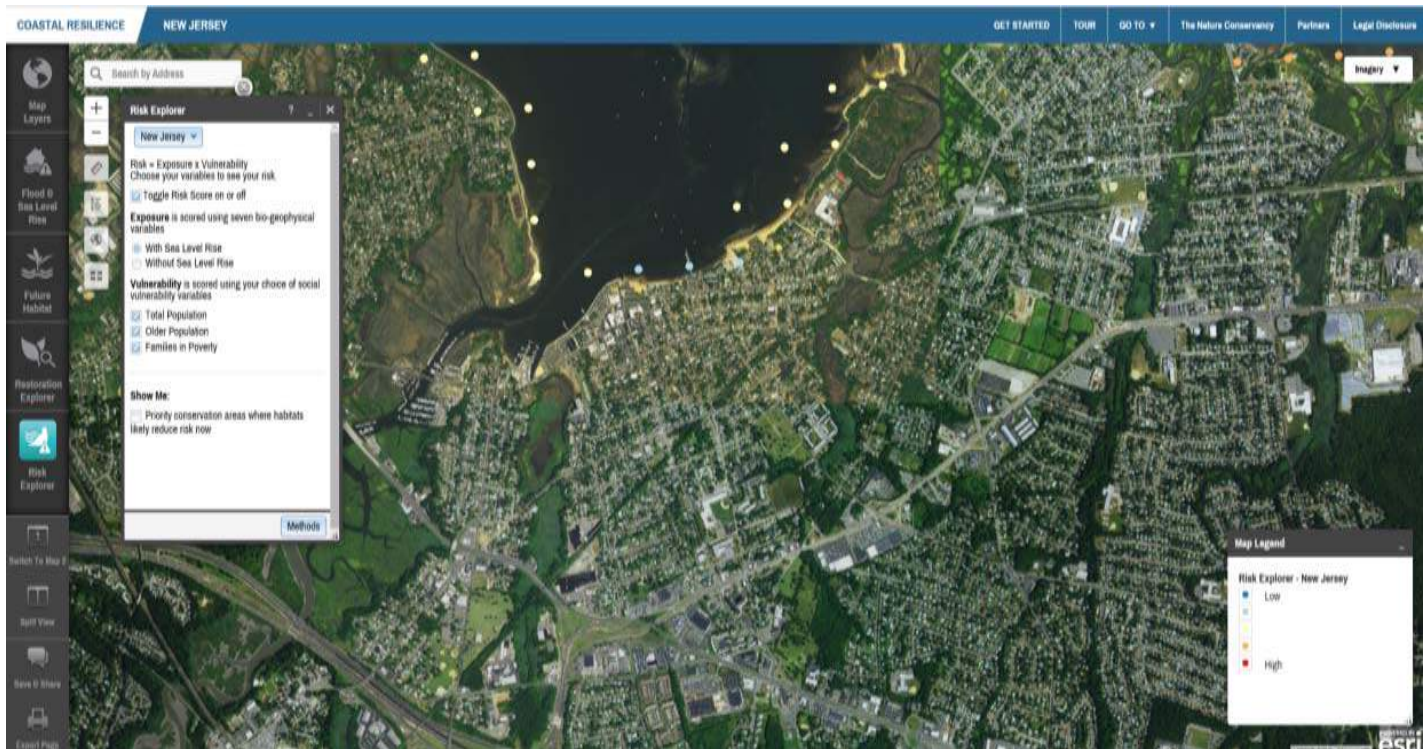 COASTAL RESILIENCE
NEW JERSEY
GET STARTED
TOUR
GO TO ▼
The Nature Conservancy
Partners
Legal Disclosure
Map
Layers
Flood &
Sea Level
Rise
Future
Habitat
Restoration
Explorer
Risk
Explorer
Switch To Map 2
Split View
Save & Share
Export Page
Search by Address
+
−
Risk Explorer ? _ ×
New Jersey
Risk = Exposure x Vulnerability
Choose your variables to see your risk
Toggle Risk Score on or off
Exposure is scored using seven bio-geophysical
variables
With Sea Level Rise
Without Sea Level Rise
Vulnerability is scored using your choice of social
vulnerability variables
Total Population
Older Population
Families in Poverty
Show Me:
Priority conservation areas where habitats
likely reduce risk now
Methods
Imagery ▼
Map Legend
Risk Explorer - New Jersey
Low
High
esri